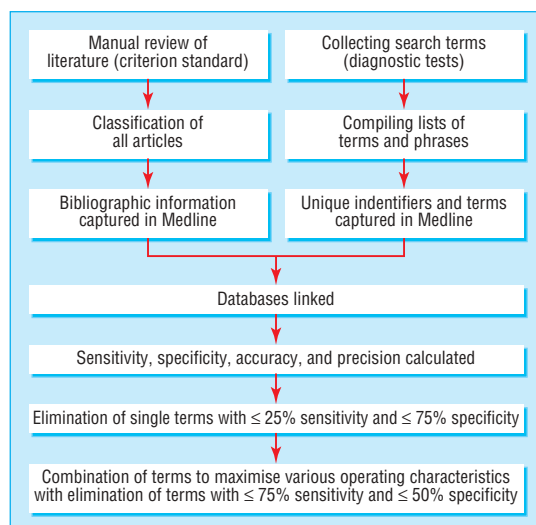 Manual review of
literature (criterion standard)
Collecting search terms
(diagnostic tests)
Classification of
all articles
Compiling lists of
terms and phrases
Bibliographic information
captured in Medline
Unique indentifiers and terms
captured in Medline
Databases linked
Sensitivity, specificity, accuracy, and precision calculated
Elimination of single terms with ≤ 25% sensitivity and ≤ 75% specificity
Combination of terms to maximise various operating characteristics
with elimination of terms with ≤ 75% sensitivity and ≤ 50% specificity